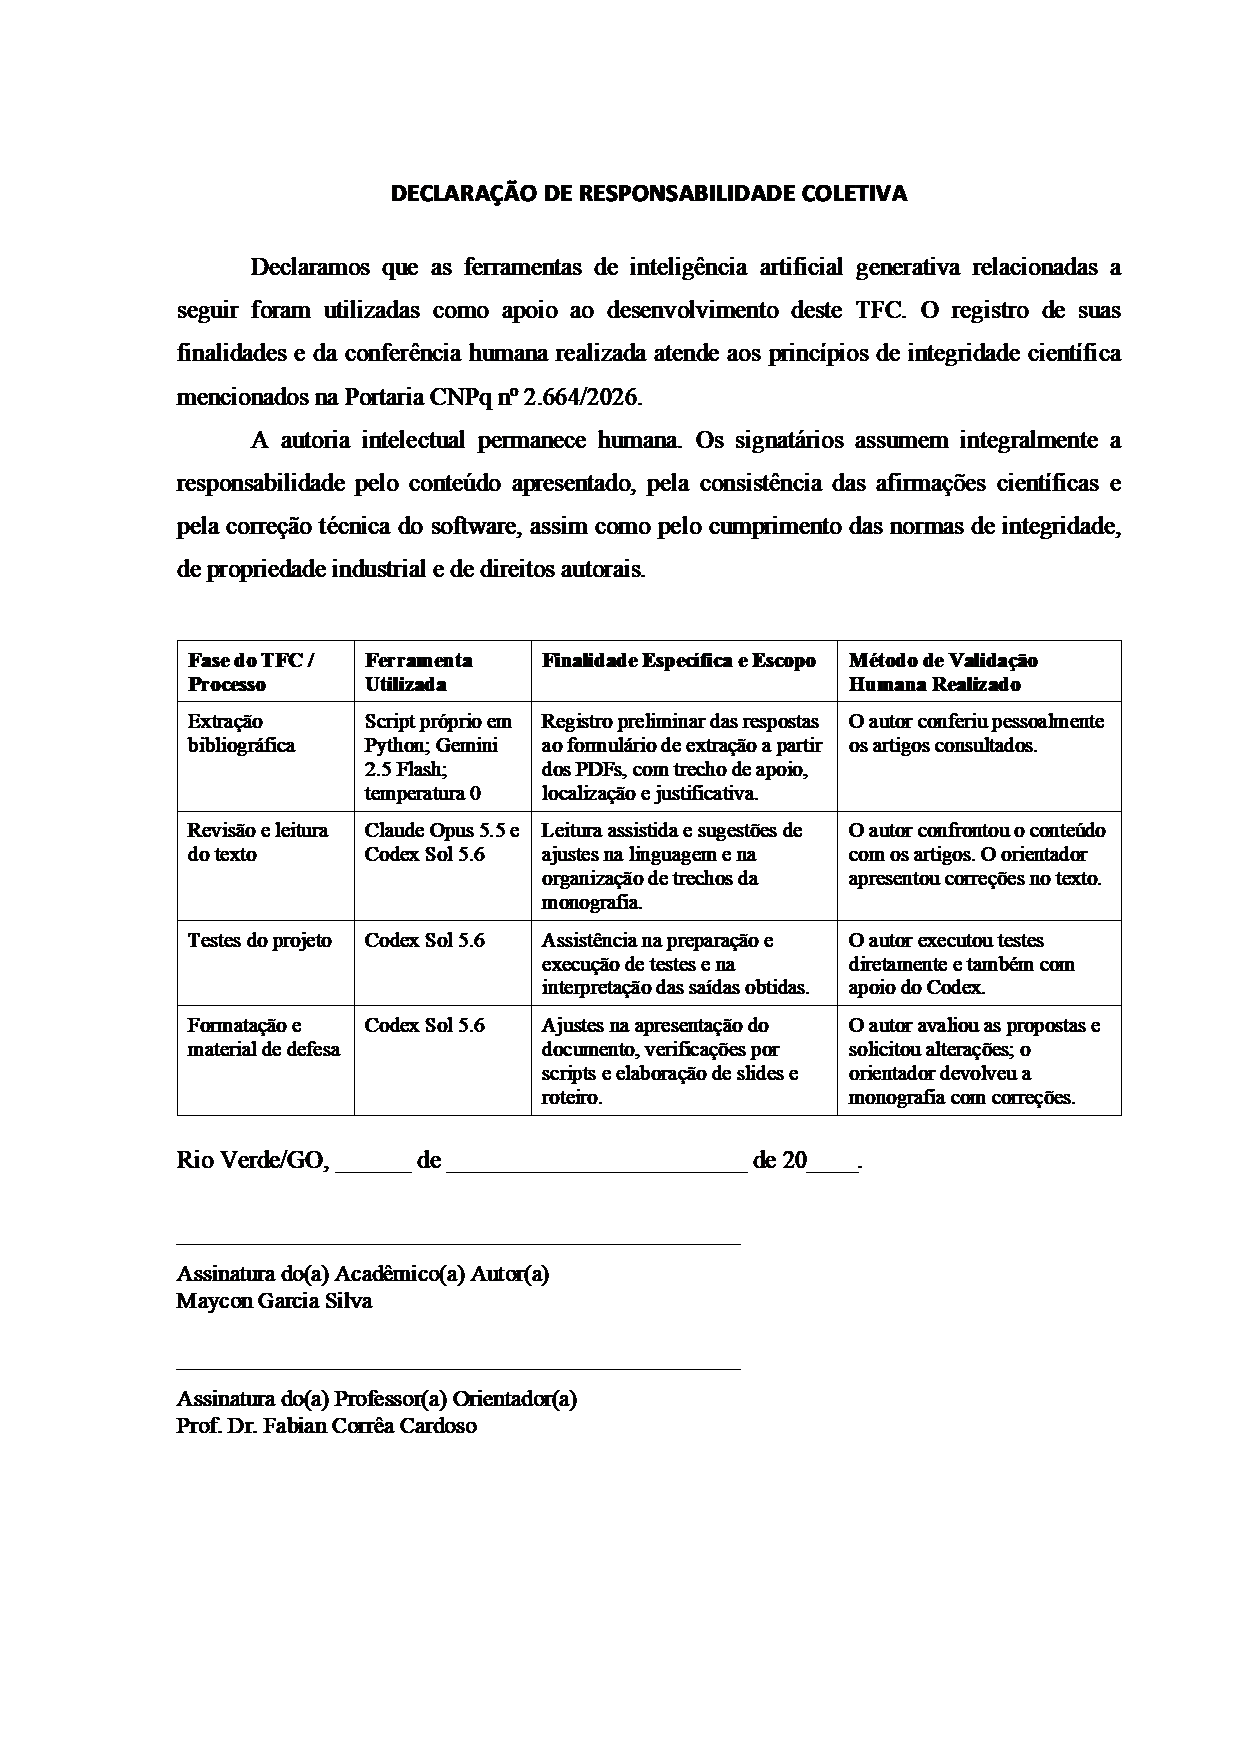 DECLARAÇÃO DE RESPONSABILIDADE COLETIVA
Declaramos que as ferramentas de inteligência artificial generativa relacionadas a
seguir foram utilizadas como apoio ao desenvolvimento deste TFC. O registro de suas
finalidades e da conferência humana realizada atende aos princípios de integridade científica
mencionados na Portaria CNPq nº 2.664/2026.
A autoria intelectual permanece humana. Os signatários assumem integralmente a
responsabilidade pelo conteúdo apresentado, pela consistência das afirmações científicas e
pela correção técnica do software, assim como pelo cumprimento das normas de integridade,
de propriedade industrial e de direitos autorais.
Fase do TFC /
Processo
Ferramenta
Utilizada
Finalidade Específica e Escopo
Método de Validação
Humana Realizado
Extração
bibliográfica
Script próprio em
Python; Gemini
2.5 Flash;
temperatura 0
Registro preliminar das respostas
ao formulário de extração a partir
dos PDFs, com trecho de apoio,
localização e justificativa.
O autor conferiu pessoalmente
os artigos consultados.
Revisão e leitura
do texto
Claude Opus 5.5 e
Codex Sol 5.6
Leitura assistida e sugestões de
ajustes na linguagem e na
organização de trechos da
monografia.
O autor confrontou o conteúdo
com os artigos. O orientador
apresentou correções no texto.
Testes do projeto
Codex Sol 5.6
Assistência na preparação e
execução de testes e na
interpretação das saídas obtidas.
O autor executou testes
diretamente e também com
apoio do Codex.
Formatação e
material de defesa
Codex Sol 5.6
Ajustes na apresentação do
documento, verificações por
scripts e elaboração de slides e
roteiro.
O autor avaliou as propostas e
solicitou alterações; o
orientador devolveu a
monografia com correções.
Rio Verde/GO, ________ de _______________________ de 20____.
Assinatura do(a) Acadêmico(a) Autor(a)
Maycon Garcia Silva
Assinatura do(a) Professor(a) Orientador(a)
Prof. Dr. Fabian Corrêa Cardoso